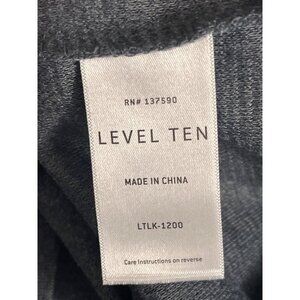 RN# 137590
LEVEL TEN
MADE IN CHINA
LTLK-1200
Care Instructions on reverse